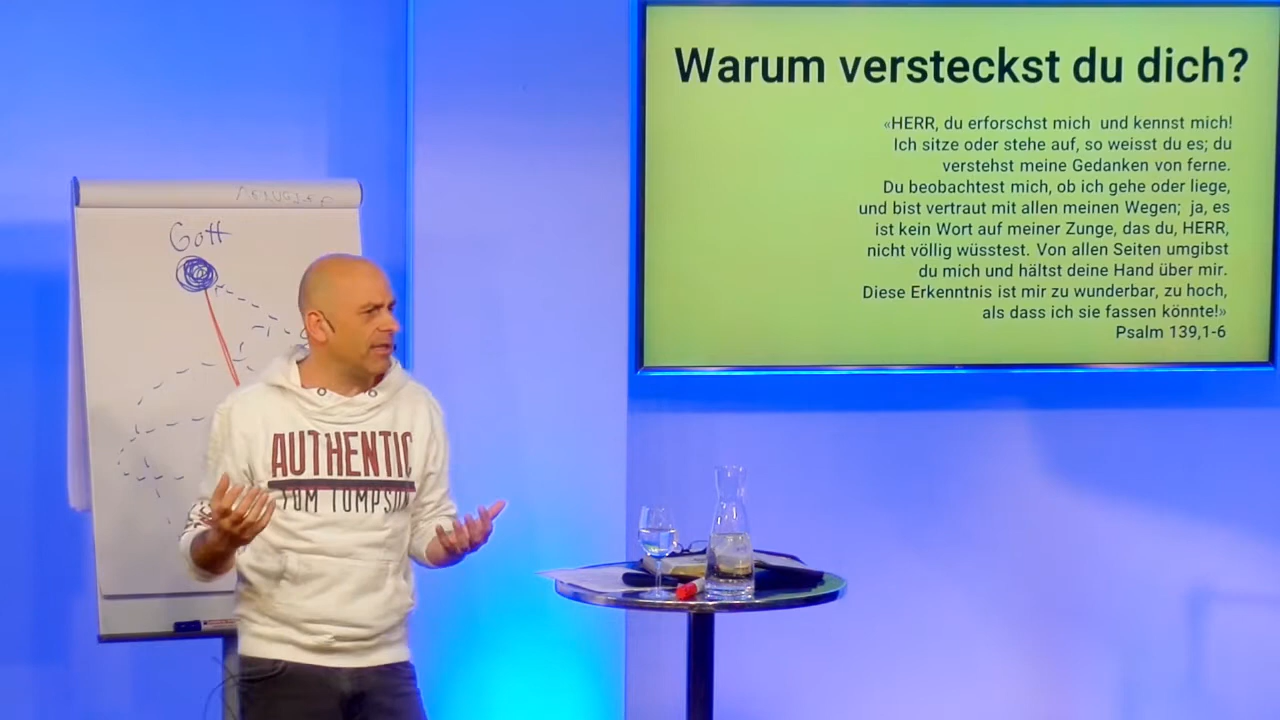 Warum versteckst du dich?
«HERR, du erforschst mich und kennst mich!
Ich sitze oder stehe auf, so weisst du es; du
verstehst meine Gedanken von ferne.
Du beobachtest mich, ob ich gehe oder liege,
und bist vertraut mit allen meinen Wegen; ja, es
ist kein Wort auf meiner Zunge, das du, HERR,
nicht völlig wüsstest. Von allen Seiten umgibst
du mich und hältst deine Hand über mir.
Diese Erkenntnis ist mir zu wunderbar, zu hoch,
als dass ich sie fassen könnte!»
Psalm 139,1-6
Gott
AUTHENTIC
TOM TOMPSON